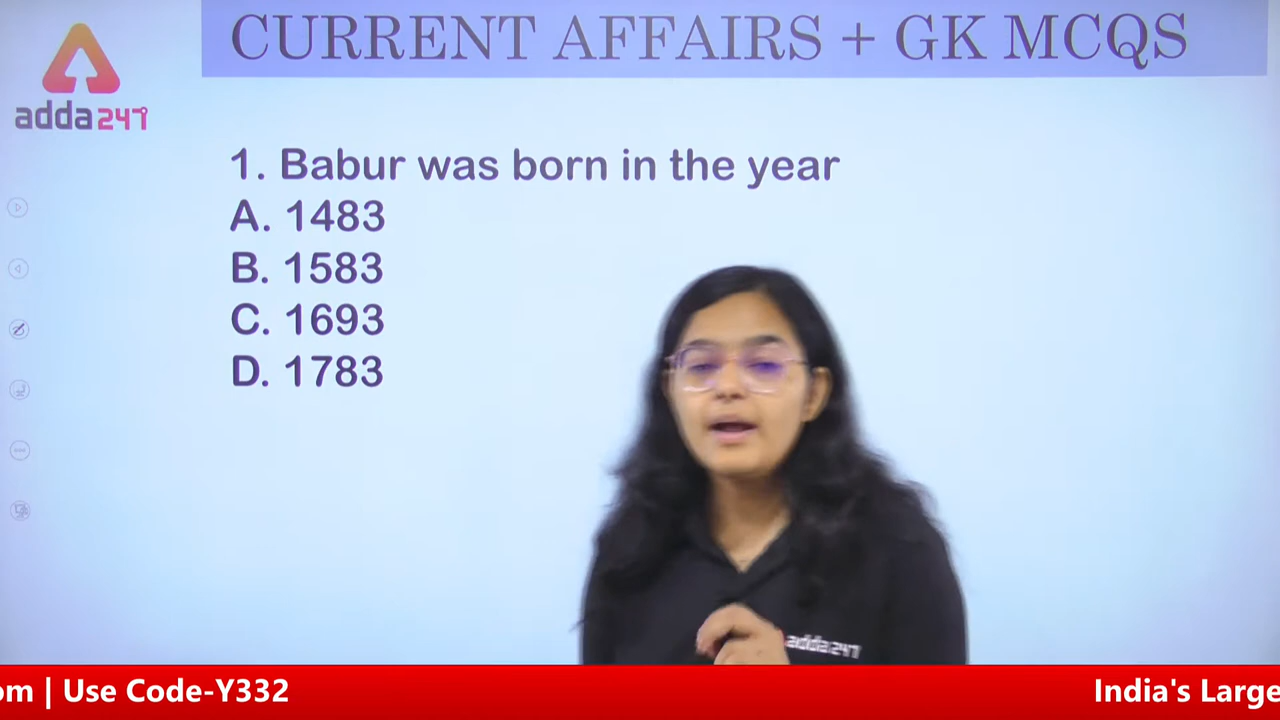 CURRENT AFFAIRS + GK MCQS
adda247
1. Babur was born in the year
A. 1483
B. 1583
C. 1693
D. 1783
adda247
om | Use Code-Y332
India's Large